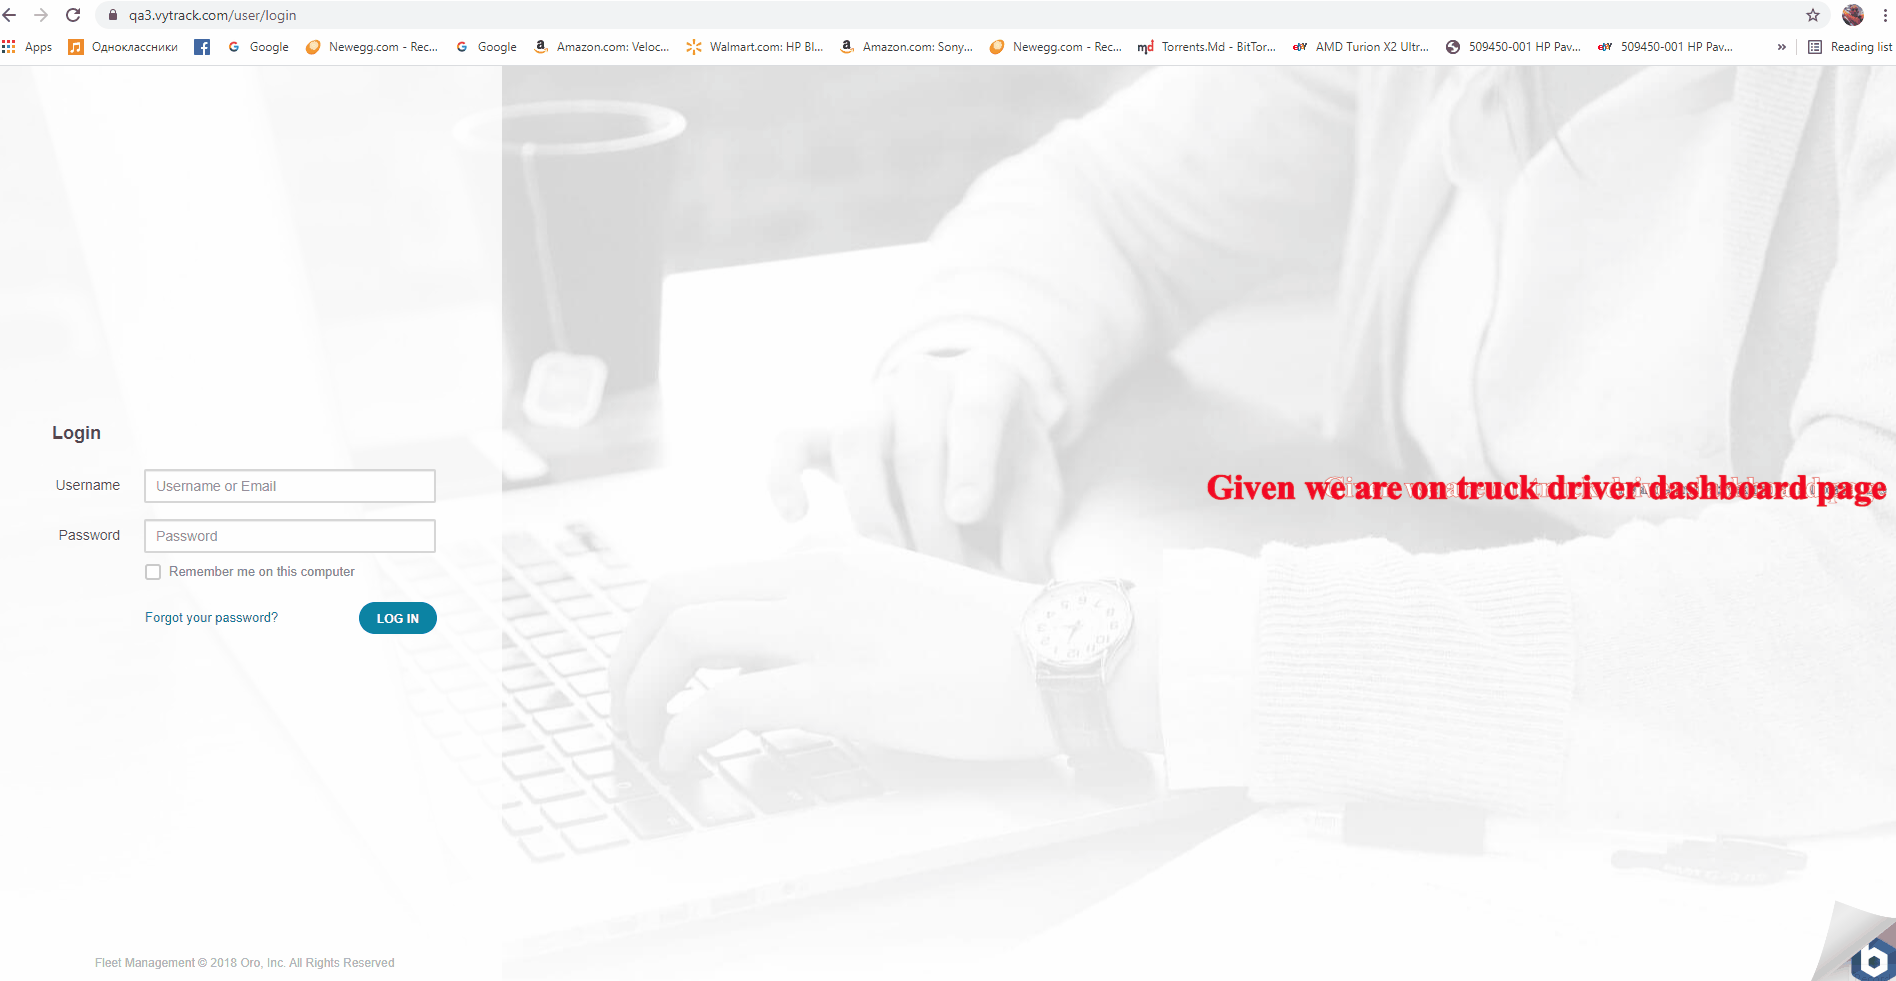 qa3.vytrack.com/user/login
Apps Одноклассники Google Newegg.com - Rec... Google Amazon.com: Veloc... Walmart.com: HP Bl... Amazon.com: Sony... Newegg.com - Rec... Torrents.Md - BitTor... AMD Turion X2 Ultr... 509450-001 HP Pav... 509450-001 HP Pav... » Reading list
Login
Username Username or Email
Given we are on truck driver dashboard page
Password Password
Remember me on this computer
Forgot your password? LOG IN
Fleet Management © 2018 Oro, Inc. All Rights Reserved